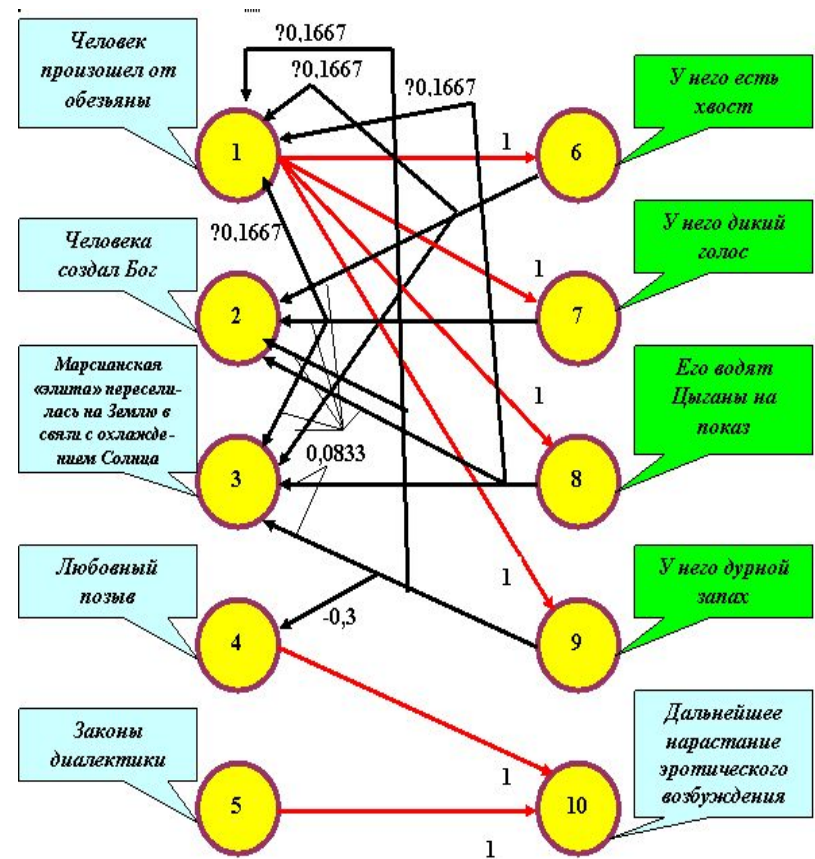 ?0,1667
?0,1667
?0,1667
Человек
произошел от
обезьяны
У него есть
хвост
1
1
6
?0,1667
Человека
создал Бог
У него дикий
голос
1
2
7
Марсианская
«элита» пересели-
лась на Землю в
связи с охлажде-
нием Солнца
Его водят
Цыганы на
показ
1
0,0833
3
8
Любовный
позыв
У него дурной
запах
1
-0,3
4
9
Законы
диалектики
Дальнейшее
нарастание
эротического
возбуждения
1
5
10
1